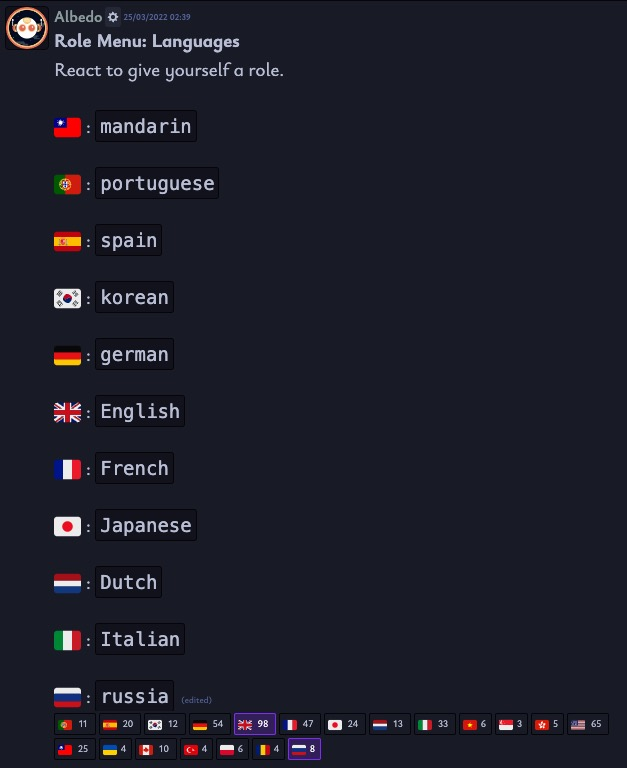 Albedo 25/03/2022 02:39
Role Menu: Languages
React to give yourself a role.
: mandarin
: portuguese
: spain
: korean
: german
: English
: French
: Japanese
: Dutch
: Italian
: russia (edited)
11 20 12 54 98 47 24 13 33 6 3 5 65
25 4 10 4 6 4 8